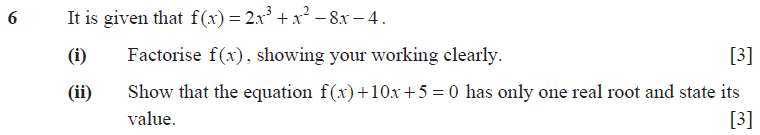 6 It is given that f(x) = 2x³ + x² – 8x – 4 .
(i) Factorise f(x), showing your working clearly. [3]
(ii) Show that the equation f(x)+10x+5 = 0 has only one real root and state its
value. [3]